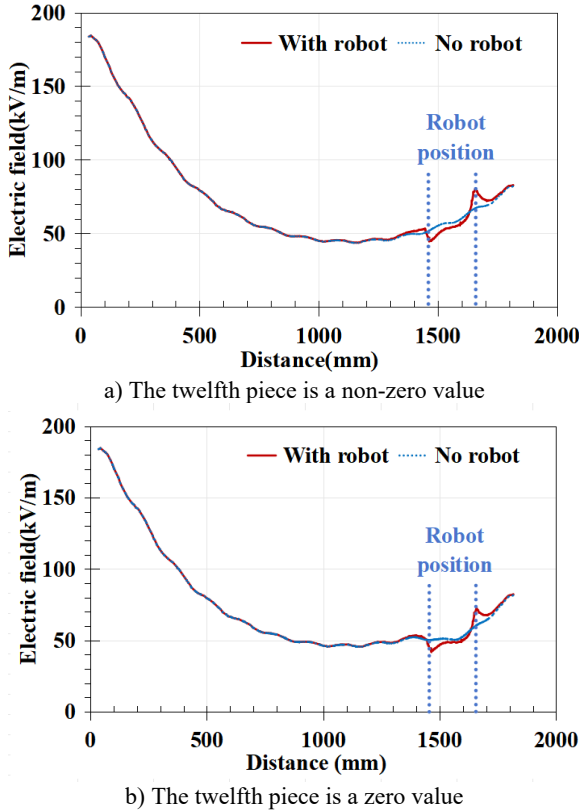 200
With robot
No robot
150
Robot
position
100
50
0
Electric field(kV/m)
0
500
1000
1500
2000
Distance(mm)
a) The twelfth piece is a non-zero value
200
With robot
No robot
150
Robot
position
100
50
0
Electric field(kV/m)
0
500
1000
1500
2000
Distance (mm)
b) The twelfth piece is a zero value